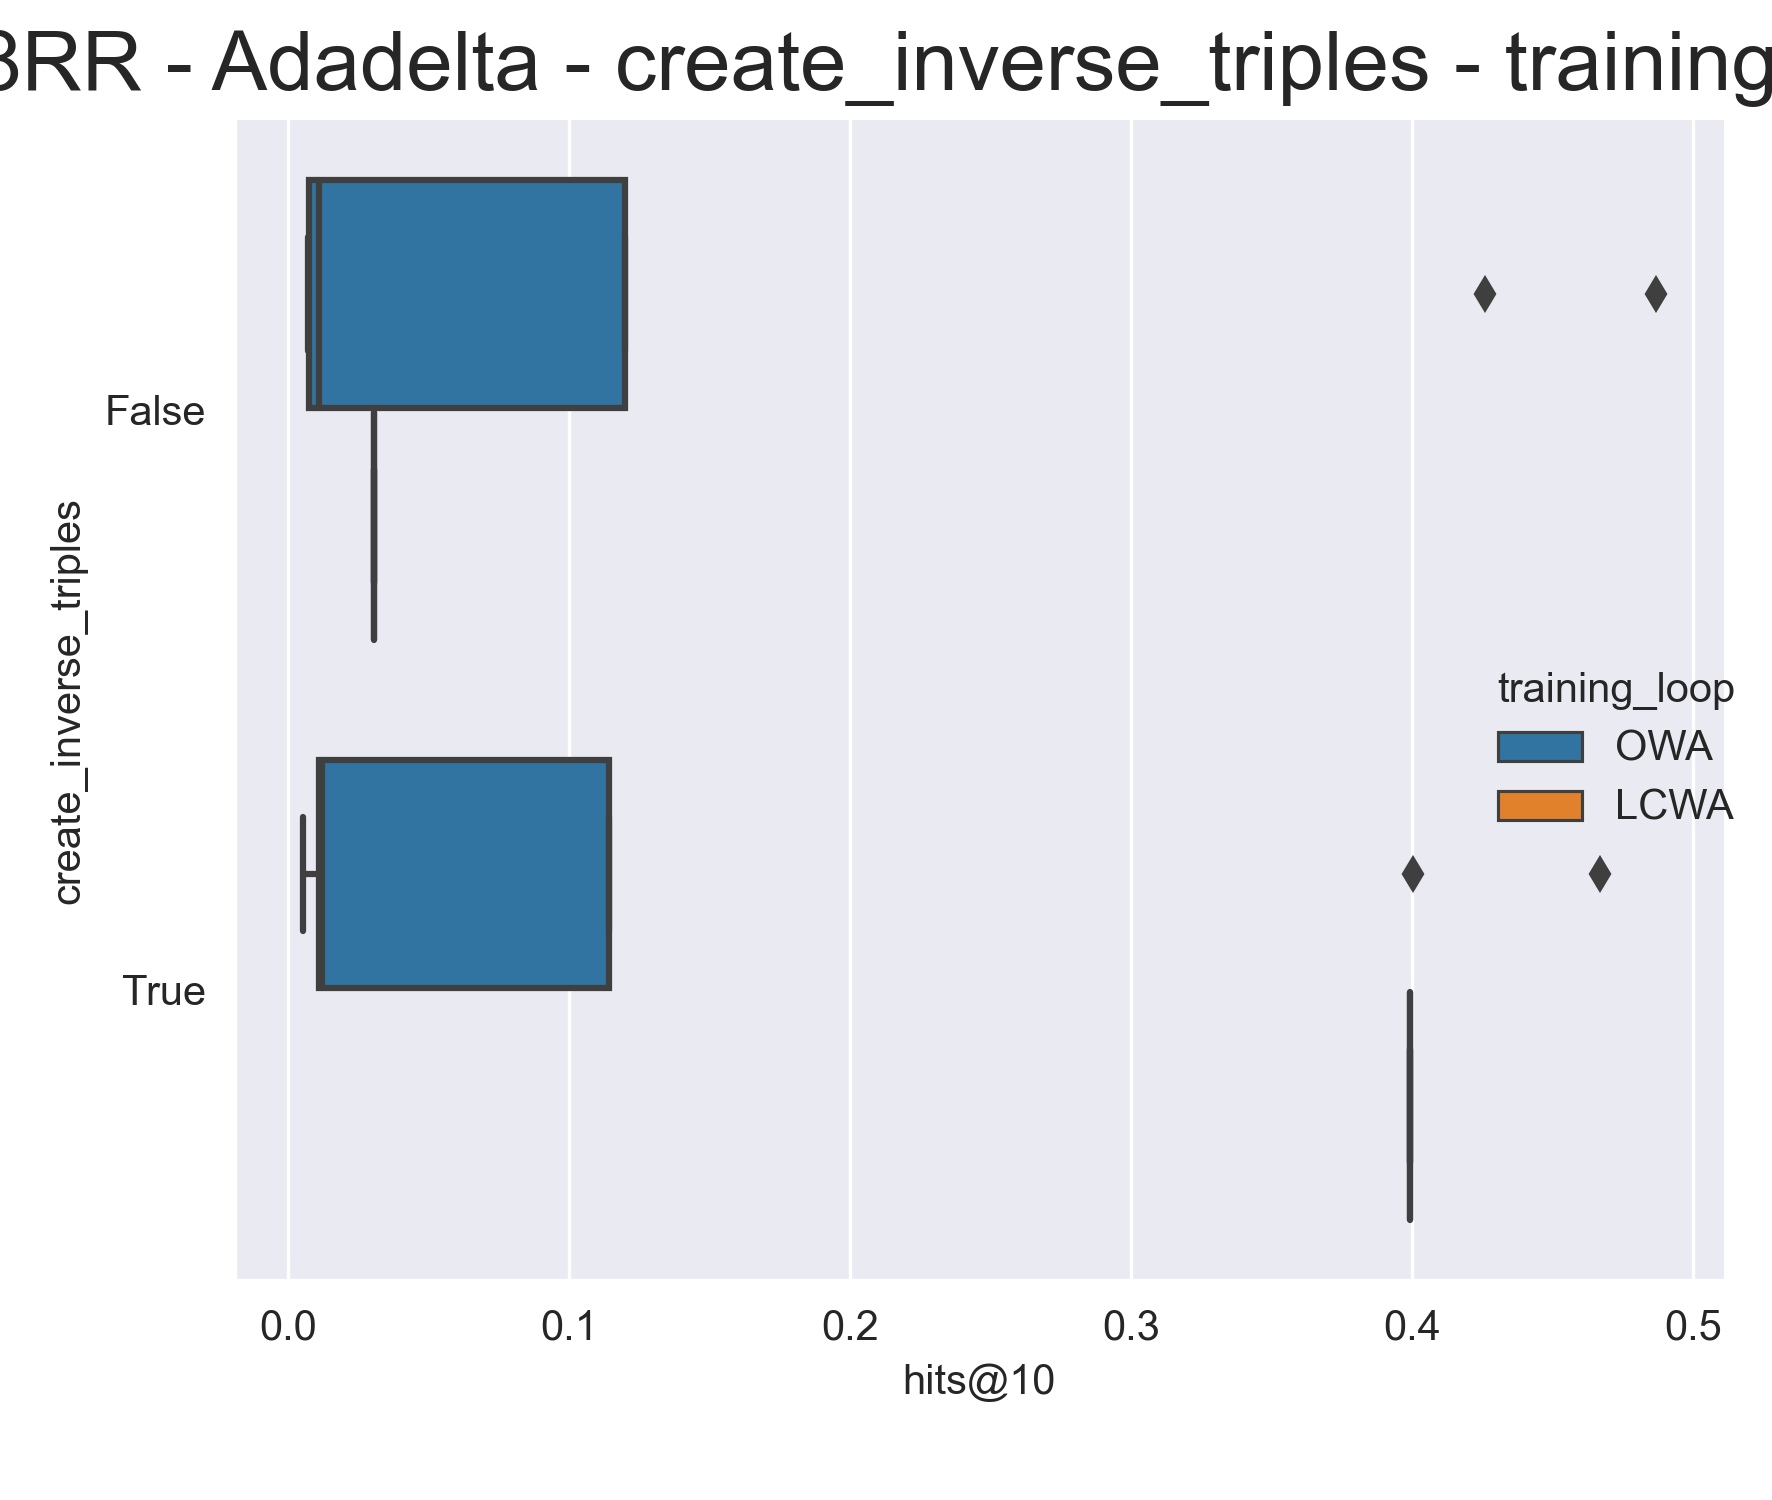 BRR - Adadelta - create_inverse_triples - training
False
True
create_inverse_triples
training_loop
OWA
LCWA
0.0 0.1 0.2 0.3 0.4 0.5
hits@10